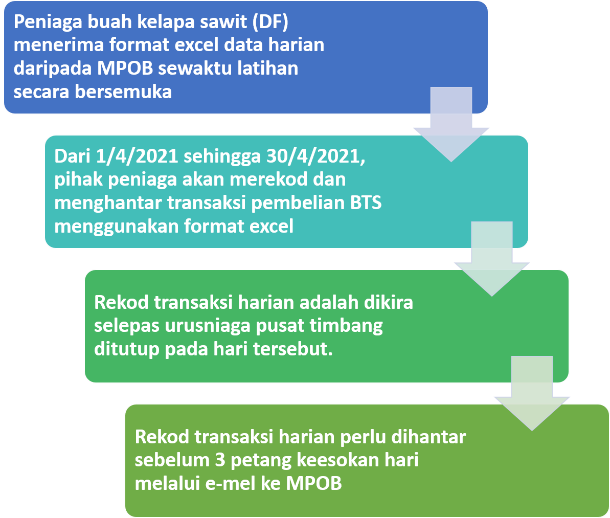 Peniaga buah kelapa sawit (DF)
menerima format excel data harian
daripada MPOB sewaktu latihan
secara bersemuka
Dari 1/4/2021 sehingga 30/4/2021,
pihak peniaga akan merekod dan
menghantar transaksi pembelian BTS
menggunakan format excel
Rekod transaksi harian adalah dikira
selepas urusniaga pusat timbang
ditutup pada hari tersebut.
Rekod transaksi harian perlu dihantar
sebelum 3 petang keesokan hari
melalui e-mel ke MPOB